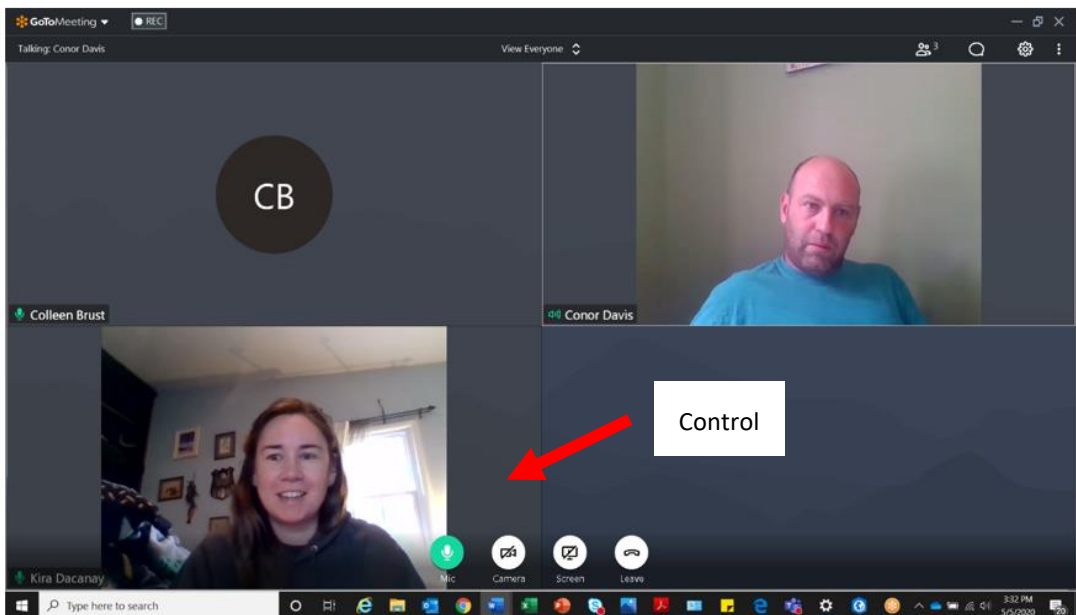 GoToMeeting
REC
Talking: Conor Davis
View Everyone
3
CB
Colleen Brust
Conor Davis
Control
Kira Dacanay
Mic
Camera
Screen
Leave
Type here to search
3:32 PM
5/5/2020
20